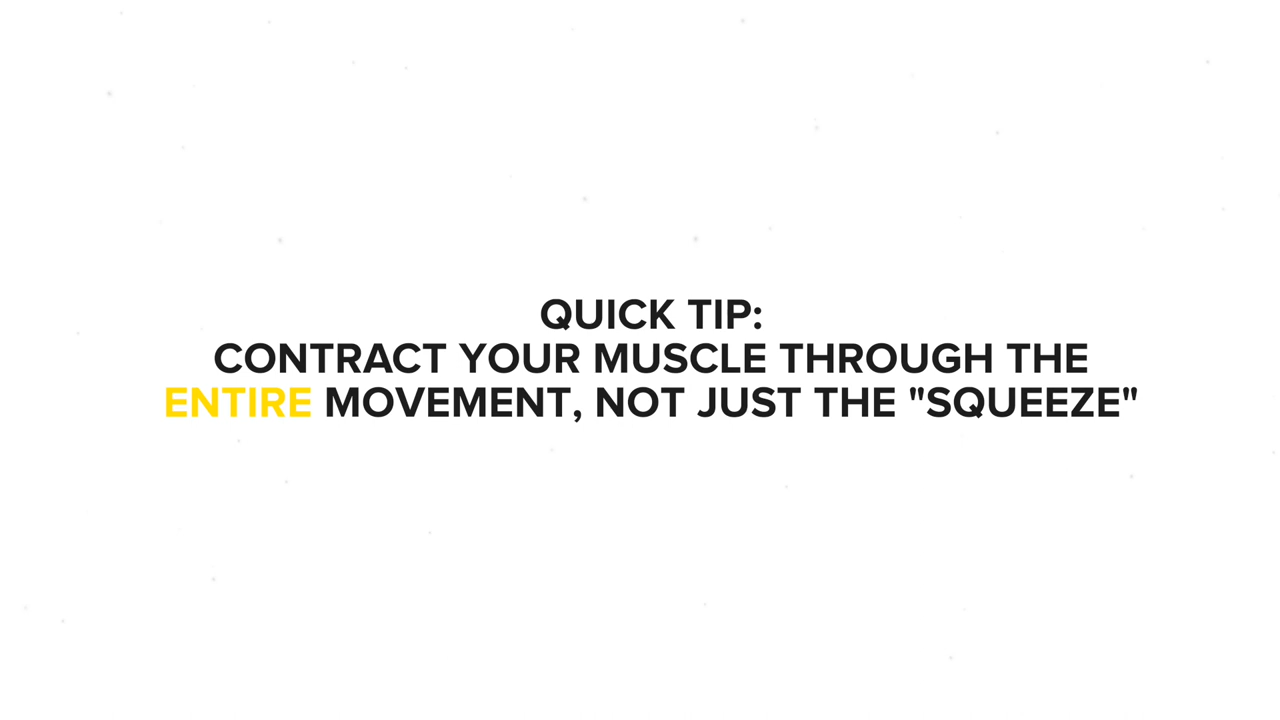 QUICK TIP:
CONTRACT YOUR MUSCLE THROUGH THE
ENTIRE MOVEMENT, NOT JUST THE "SQUEEZE"